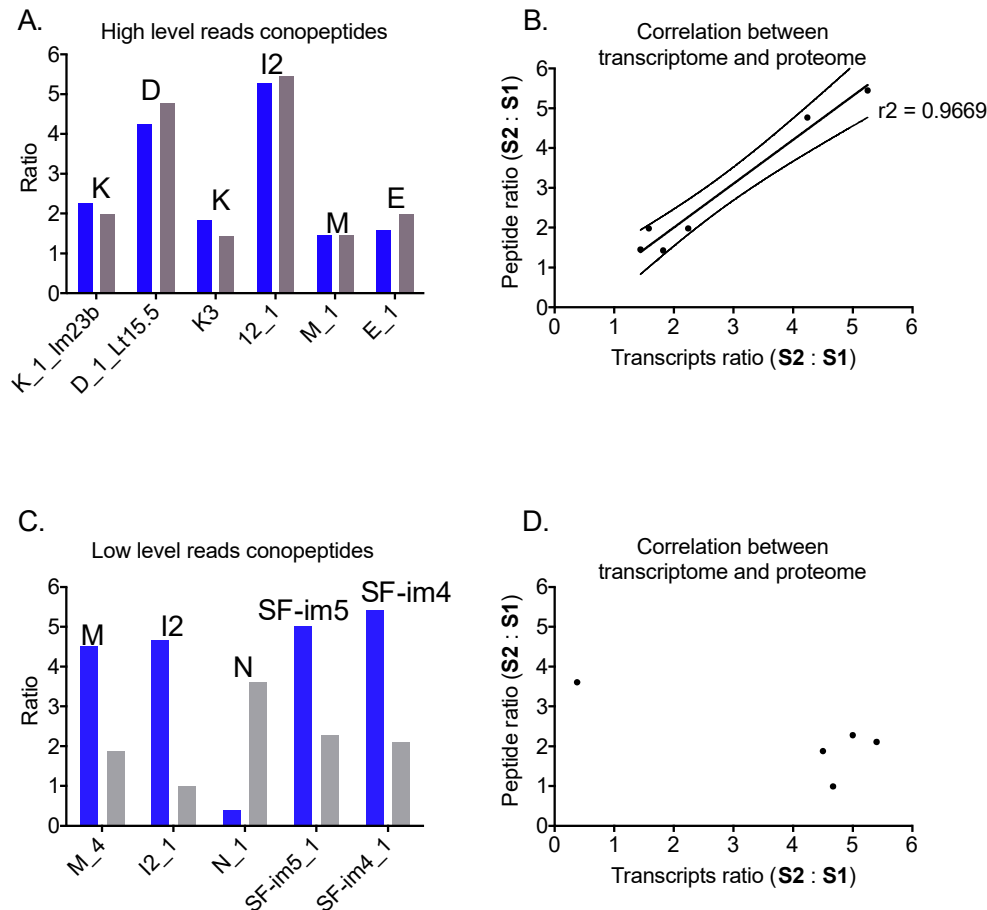 A.
High level reads conopeptides
6
5
4
3
2
1
0
Ratio
K
D
K
I2
M
E
K_1_Im23b
D_1_Lt15.5
K3
12_1
M_1
E_1
B.
Correlation between
transcriptome and proteome
6
5
4
3
2
1
0
Peptide ratio (S2 : S1)
r2 = 0.9669
0 1 2 3 4 5 6
Transcripts ratio (S2 : S1)
C.
Low level reads conopeptides
6
5
4
3
2
1
0
Ratio
M
I2
N
SF-im5
SF-im4
M_4
I2_1
N_1
SF-im5_1
SF-im4_1
D.
Correlation between
transcriptome and proteome
6
5
4
3
2
1
0
Peptide ratio (S2 : S1)
0 1 2 3 4 5 6
Transcripts ratio (S2 : S1)